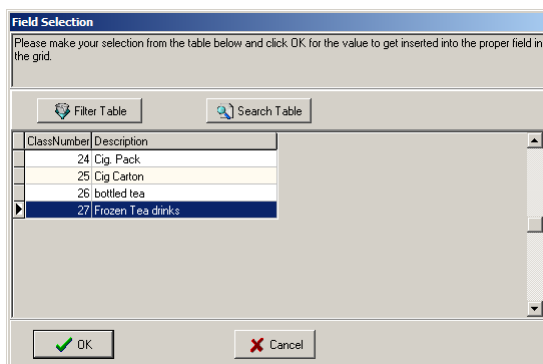 Field Selection
Please make your selection from the table below and click OK for the value to get inserted into the proper field in
the grid.
Filter Table Search Table
ClassNumber Description
24 Cig. Pack
25 Cig Carton
26 bottled tea
27 Frozen Tea drinks
OK Cancel